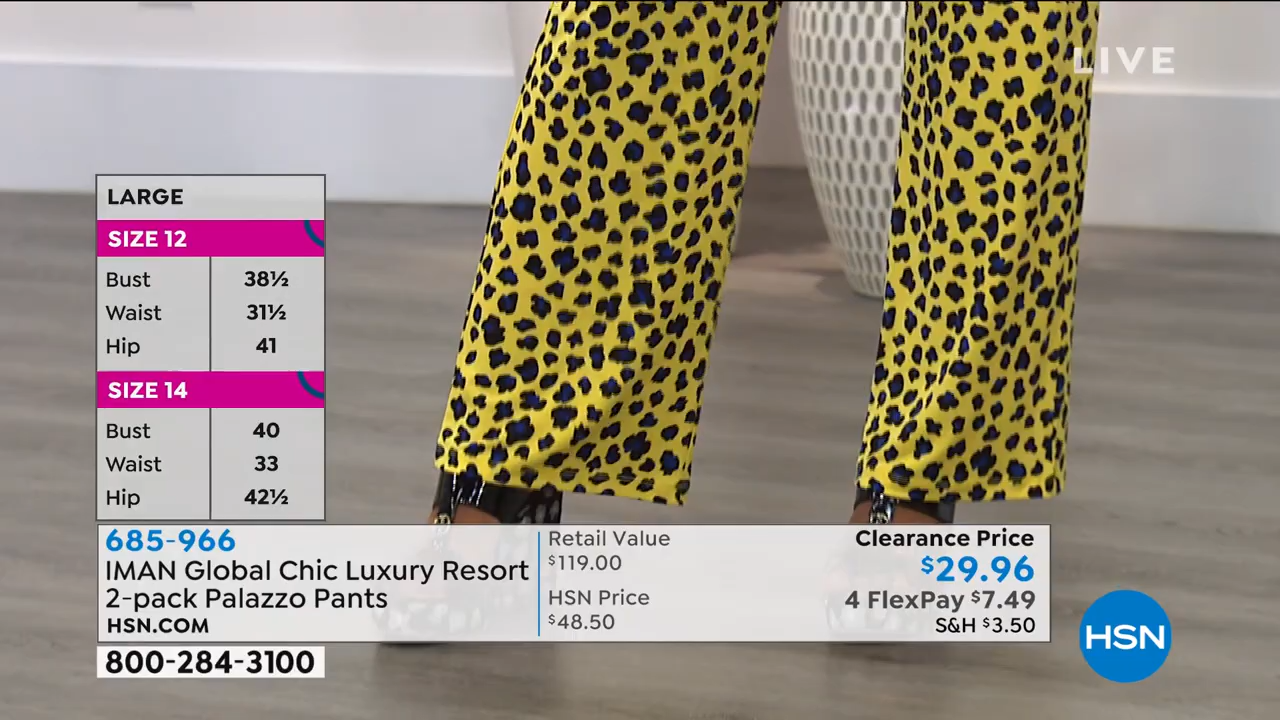 LIVE
LARGE
SIZE 12
Bust 38½
Waist 31½
Hip 41
SIZE 14
Bust 40
Waist 33
Hip 42½
685-966
IMAN Global Chic Luxury Resort
2-pack Palazzo Pants
HSN.COM
Retail Value
$119.00
HSN Price
$48.50
Clearance Price
$29.96
4 FlexPay $7.49
S&H $3.50
800-284-3100
HSN